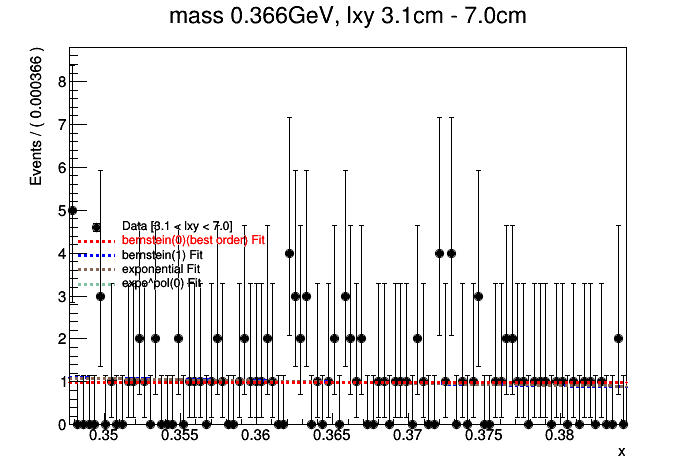 mass 0.366GeV, lxy 3.1cm - 7.0cm
Events / ( 0.000366 )
8
7
6
5
4
3
2
1
0
Data [3.1 < lxy < 7.0]
bernstein(0)(best order) Fit
bernstein(1) Fit
exponential Fit
expo^pol(0) Fit
0.35 0.355 0.36 0.365 0.37 0.375 0.38
x